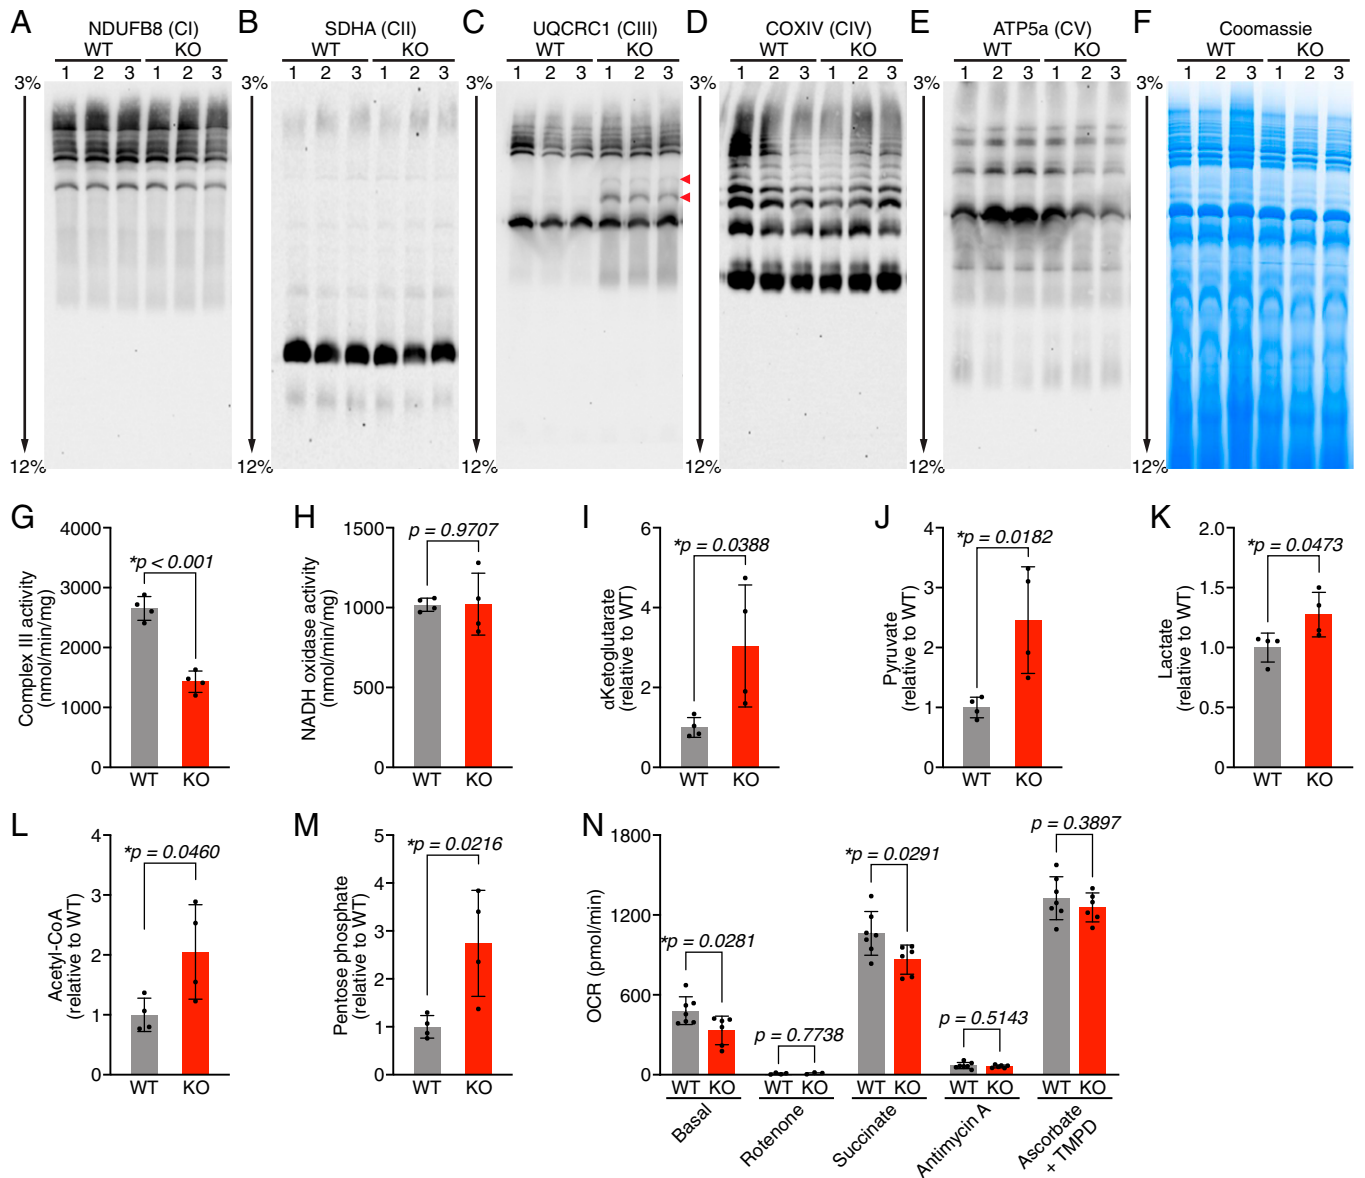 A
NDUFB8 (CI)
WT KO
1 2 3 1 2 3
3%
12%
B
SDHA (CII)
WT KO
1 2 3 1 2 3
3%
12%
C
UQCRC1 (CIII)
WT KO
1 2 3 1 2 3
3%
12%
D
COXIV (CIV)
WT KO
1 2 3 1 2 3
3%
12%
E
ATP5a (CV)
WT KO
1 2 3 1 2 3
3%
12%
F
Coomassie
WT KO
1 2 3 1 2 3
3%
12%
G
Complex III activity
(nmol/min/mg)
4000
3000
2000
1000
0
*p < 0.001
WT KO
H
NADH oxidase activity
(nmol/min/mg)
1500
1000
500
0
p = 0.9707
WT KO
I
αKetoglutarate
(relative to WT)
6
4
2
0
*p = 0.0388
WT KO
J
Pyruvate
(relative to WT)
4
3
2
1
0
*p = 0.0182
WT KO
K
Lactate
(relative to WT)
2.0
1.5
1.0
0.5
0.0
*p = 0.0473
WT KO
L
Acetyl-CoA
(relative to WT)
4
3
2
1
0
*p = 0.0460
WT KO
M
Pentose phosphate
(relative to WT)
5
4
3
2
1
0
*p = 0.0216
WT KO
N
OCR (pmol/min)
1800
1200
600
0
*p = 0.0281
p = 0.7738
*p = 0.0291
p = 0.5143
p = 0.3897
WT KO WT KO WT KO WT KO WT KO
Basal
Rotenone
Succinate
Antimycin A
Ascorbate
+ TMPD